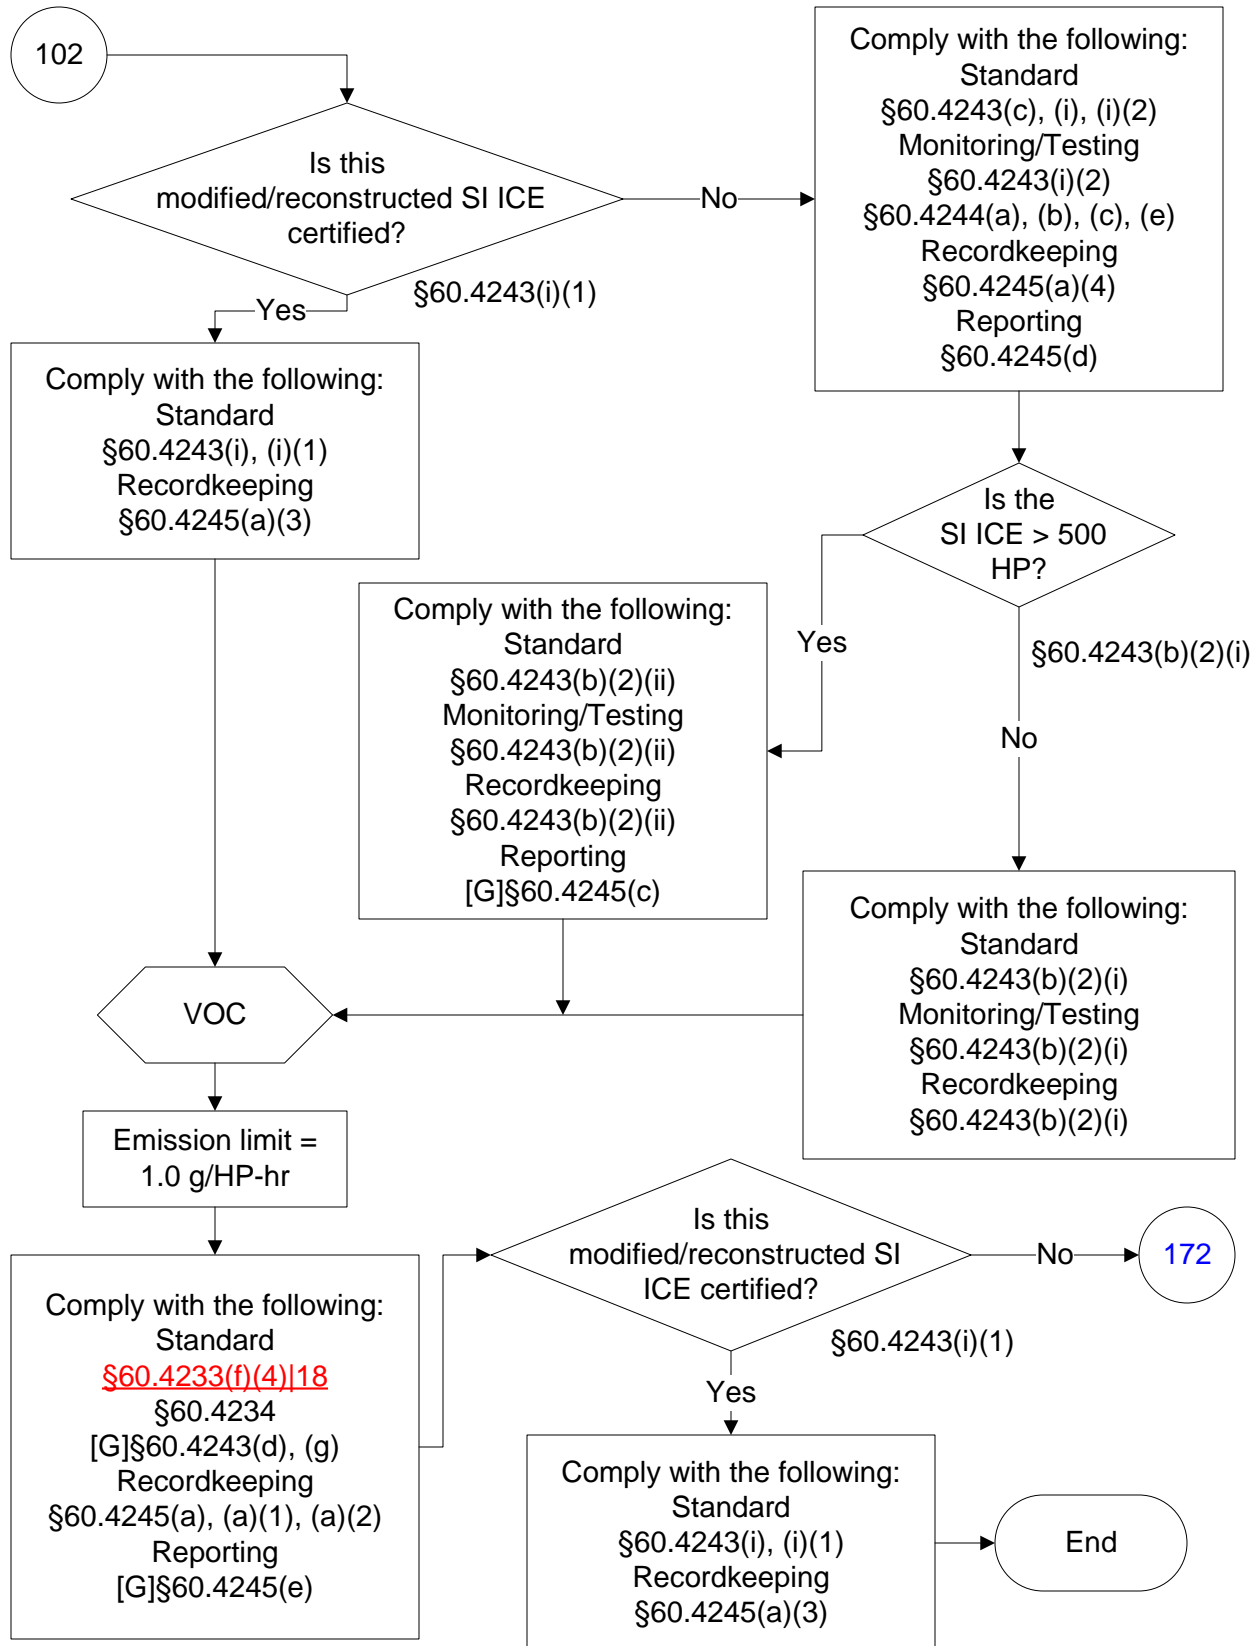 102
Is this
modified/reconstructed SI ICE
certified?
§60.4243(i)(1)
No
Comply with the following:
Standard
§60.4243(c), (i), (i)(2)
Monitoring/Testing
§60.4243(i)(2)
§60.4244(a), (b), (c), (e)
Recordkeeping
§60.4245(a)(4)
Reporting
§60.4245(d)
Yes
Comply with the following:
Standard
§60.4243(i), (i)(1)
Recordkeeping
§60.4245(a)(3)
Is the
SI ICE > 500
HP?
§60.4243(b)(2)(i)
Yes
Comply with the following:
Standard
§60.4243(b)(2)(ii)
Monitoring/Testing
§60.4243(b)(2)(ii)
Recordkeeping
§60.4243(b)(2)(ii)
Reporting
[G]§60.4245(c)
No
Comply with the following:
Standard
§60.4243(b)(2)(i)
Monitoring/Testing
§60.4243(b)(2)(i)
Recordkeeping
§60.4243(b)(2)(i)
VOC
Emission limit =
1.0 g/HP-hr
Comply with the following:
Standard
§60.4233(f)(4)|18
§60.4234
[G]§60.4243(d), (g)
Recordkeeping
§60.4245(a), (a)(1), (a)(2)
Reporting
[G]§60.4245(e)
Is this
modified/reconstructed SI
ICE certified?
§60.4243(i)(1)
No
172
Yes
Comply with the following:
Standard
§60.4243(i), (i)(1)
Recordkeeping
§60.4245(a)(3)
End